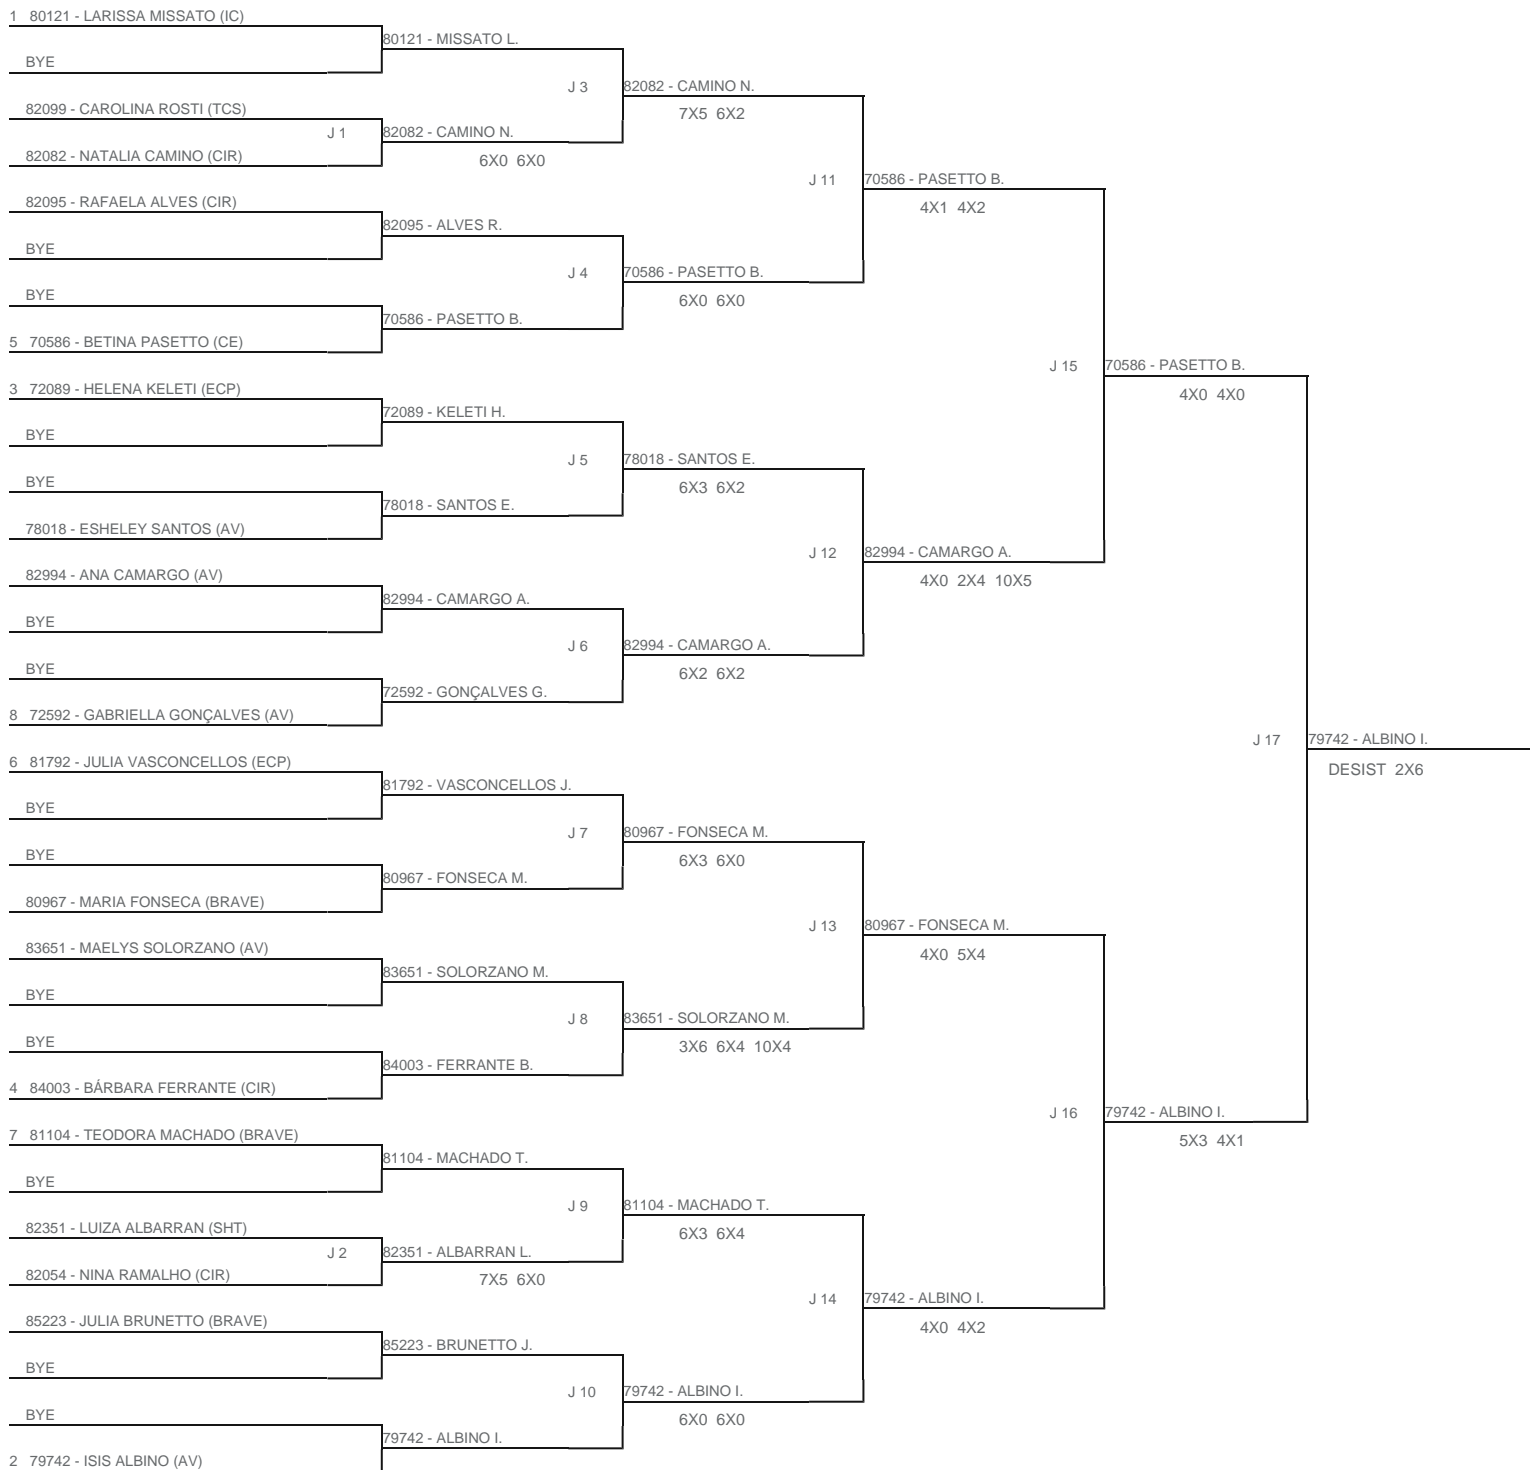 1 80121 - LARISSA MISSATO (IC)
80121 - MISSATO L.
BYE
J 3
82082 - CAMINO N.
7X5 6X2
82099 - CAROLINA ROSTI (TCS)
J 1
82082 - CAMINO N.
6X0 6X0
82082 - NATALIA CAMINO (CIR)
J 11
70586 - PASETTO B.
4X1 4X2
82095 - RAFAELA ALVES (CIR)
82095 - ALVES R.
BYE
J 4
70586 - PASETTO B.
6X0 6X0
BYE
70586 - PASETTO B.
5 70586 - BETINA PASETTO (CE)
J 15
70586 - PASETTO B.
4X0 4X0
3 72089 - HELENA KELETI (ECP)
72089 - KELETI H.
BYE
J 5
78018 - SANTOS E.
6X3 6X2
BYE
78018 - SANTOS E.
78018 - ESHELEY SANTOS (AV)
J 12
82994 - CAMARGO A.
4X0 2X4 10X5
82994 - ANA CAMARGO (AV)
82994 - CAMARGO A.
BYE
J 6
82994 - CAMARGO A.
6X2 6X2
BYE
72592 - GONÇALVES G.
8 72592 - GABRIELLA GONÇALVES (AV)
J 17
79742 - ALBINO I.
DESIST 2X6
6 81792 - JULIA VASCONCELLOS (ECP)
81792 - VASCONCELLOS J.
BYE
J 7
80967 - FONSECA M.
6X3 6X0
BYE
80967 - FONSECA M.
80967 - MARIA FONSECA (BRAVE)
J 13
80967 - FONSECA M.
4X0 5X4
83651 - MAELYS SOLORZANO (AV)
83651 - SOLORZANO M.
BYE
J 8
83651 - SOLORZANO M.
3X6 6X4 10X4
BYE
84003 - FERRANTE B.
4 84003 - BÁRBARA FERRANTE (CIR)
J 16
79742 - ALBINO I.
5X3 4X1
7 81104 - TEODORA MACHADO (BRAVE)
81104 - MACHADO T.
BYE
J 9
81104 - MACHADO T.
6X3 6X4
82351 - LUIZA ALBARRAN (SHT)
J 2
82351 - ALBARRAN L.
7X5 6X0
82054 - NINA RAMALHO (CIR)
J 14
79742 - ALBINO I.
4X0 4X2
85223 - JULIA BRUNETTO (BRAVE)
85223 - BRUNETTO J.
BYE
J 10
79742 - ALBINO I.
6X0 6X0
BYE
79742 - ALBINO I.
2 79742 - ISIS ALBINO (AV)